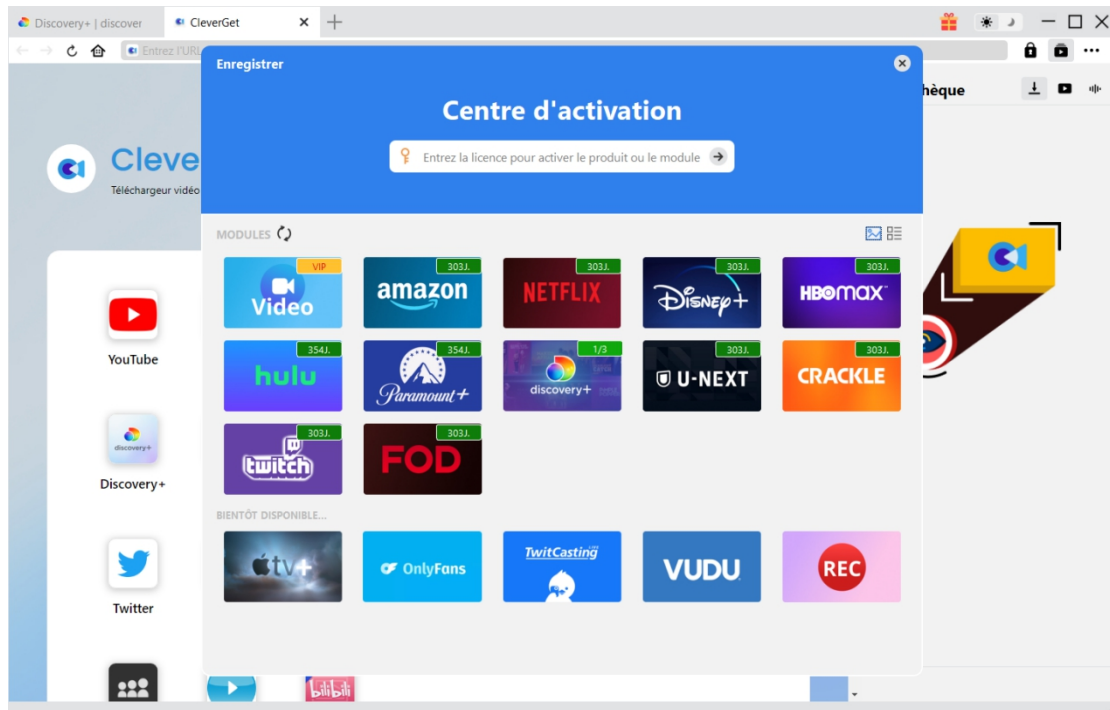 Discovery+ | discover
CleverGet
Entrez l'URL
Enregistrer
Centre d'activation
Entrez la licence pour activer le produit ou le module
hèque
Cleve
Téléchargeur vidéo
MODULES
VIP
Video
303J.
amazon
303J.
NETFLIX
303J.
Disney+
303J.
HBOMAX
354J.
hulu
354J.
Paramount+
1/3
discovery+
303J.
U-NEXT
303J.
CRACKLE
303J.
twitch
303J.
FOD
YouTube
discovery+
Discovery+
BIENTÔT DISPONIBLE...
tv+
OnlyFans
TwitCasting
VUDU
REC
Twitter
bilibili